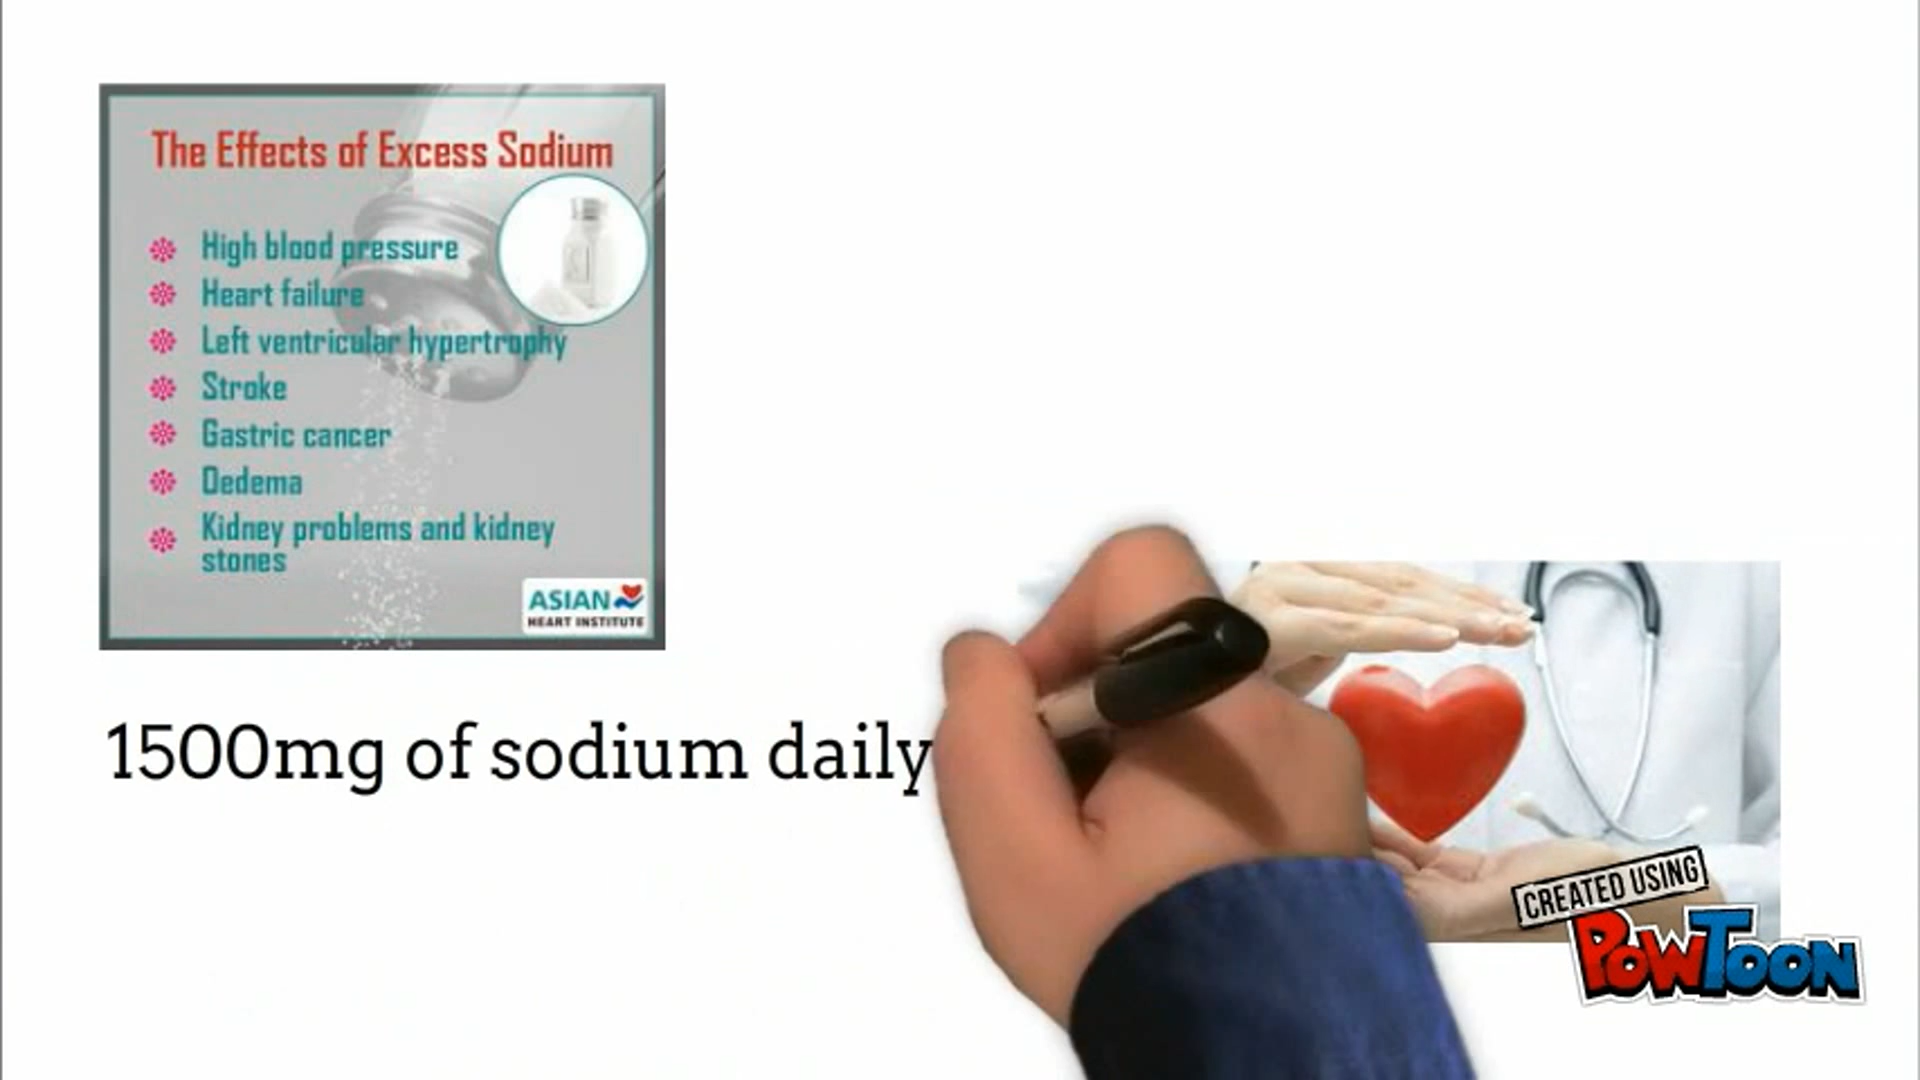 The Effects of Excess Sodium
High blood pressure
Heart failure
Left ventricular hypertrophy
Stroke
Gastric cancer
Oedema
Kidney problems and kidney
stones
ASIAN
HEART INSTITUTE
1500mg of sodium daily
CREATED USING
POWTOON